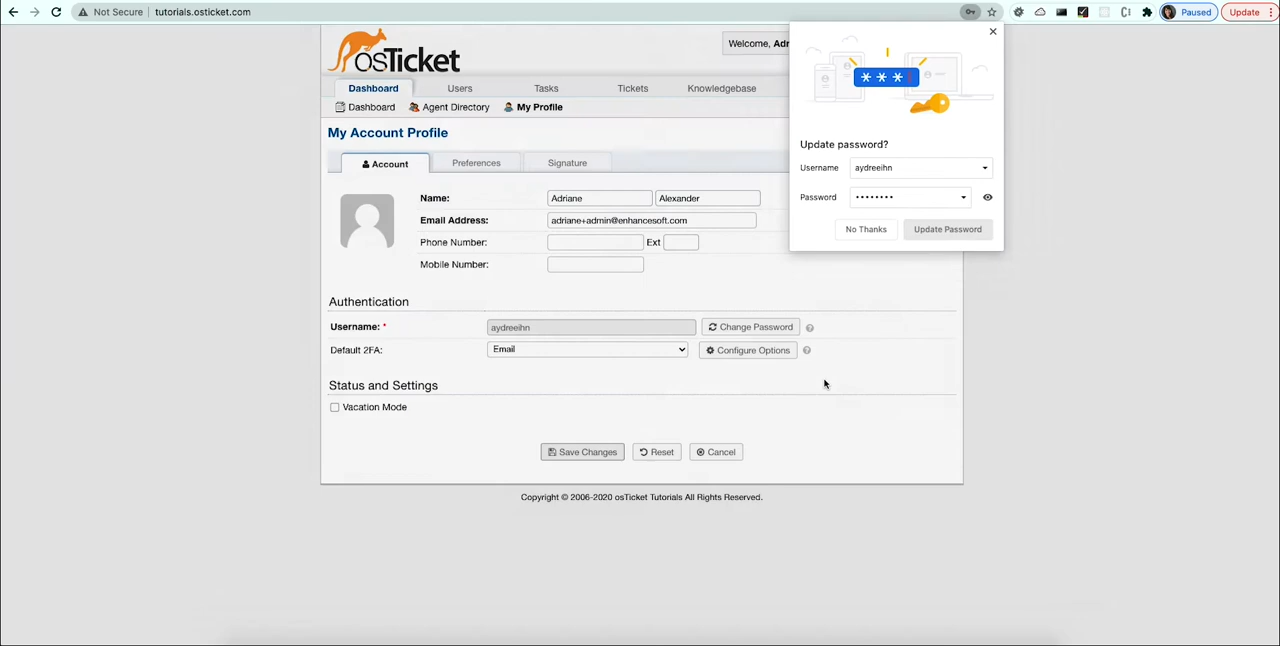 Not Secure tutorials.osticket.com Paused Update
osTicket
Welcome, Adr
Dashboard Users Tasks Tickets Knowledgebase
Dashboard Agent Directory My Profile
My Account Profile
Account Preferences Signature
Name: Adriane Alexander
Email Address: adriane+admin@enhancesoft.com
Phone Number: Ext
Mobile Number:
Authentication
Username: * aydreeihn Change Password
Default 2FA: Email Configure Options
Status and Settings
Vacation Mode
Save Changes Reset Cancel
Copyright © 2006-2020 osTicket Tutorials All Rights Reserved.
***
Update password?
Username aydreeihn
Password ••••••••
No Thanks Update Password